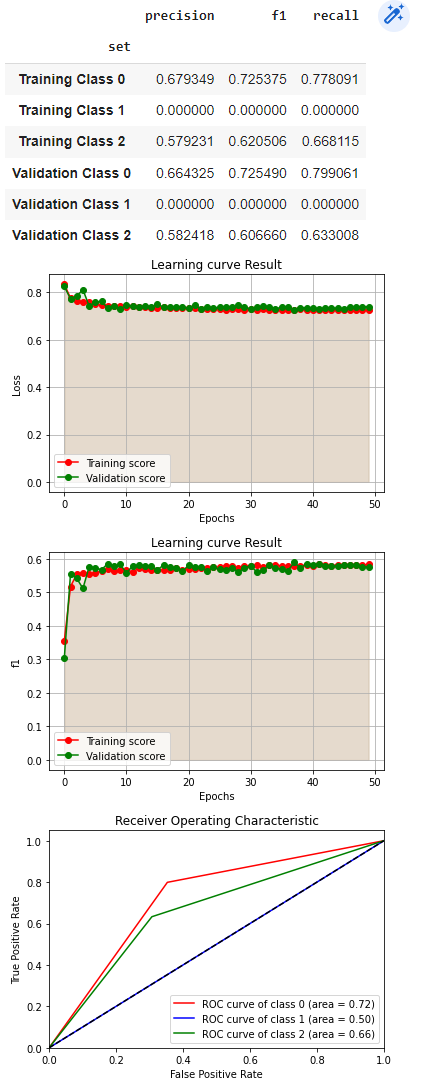 precision f1 recall
set
Training Class 0 0.679349 0.725375 0.778091
Training Class 1 0.000000 0.000000 0.000000
Training Class 2 0.579231 0.620506 0.668115
Validation Class 0 0.664325 0.725490 0.799061
Validation Class 1 0.000000 0.000000 0.000000
Validation Class 2 0.582418 0.606660 0.633008
Learning curve Result
0.8
0.6
0.4
0.2
0.0
Loss
Training score
Validation score
0 10 20 30 40 50
Epochs
Learning curve Result
0.6
0.5
0.4
0.3
0.2
0.1
0.0
f1
Training score
Validation score
0 10 20 30 40 50
Epochs
Receiver Operating Characteristic
1.0
0.8
0.6
0.4
0.2
0.0
True Positive Rate
ROC curve of class 0 (area = 0.72)
ROC curve of class 1 (area = 0.50)
ROC curve of class 2 (area = 0.66)
0.0 0.2 0.4 0.6 0.8 1.0
False Positive Rate